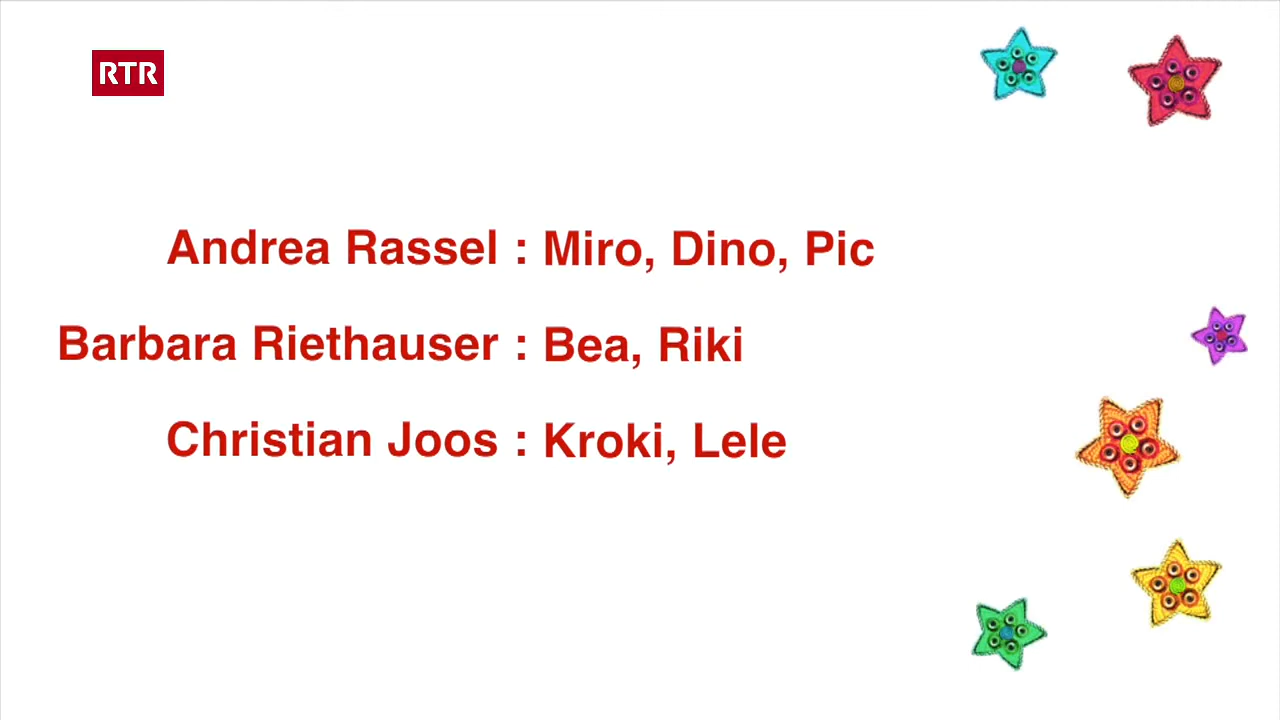 RTR
Andrea Rassel : Miro, Dino, Pic
Barbara Riethauser : Bea, Riki
Christian Joos : Kroki, Lele